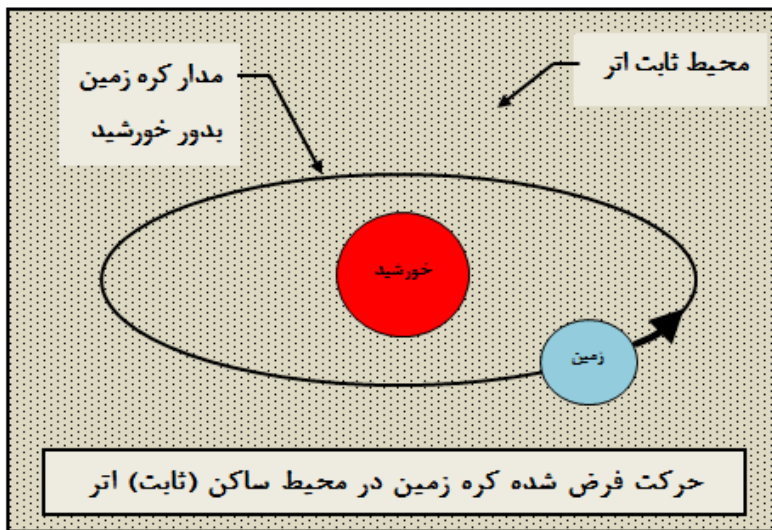 محیط ثابت اتر
مدار کره زمین
بدور خورشید
خورشید
زمین
حرکت فرض شده کره زمین در محیط ساکن (ثابت) اتر